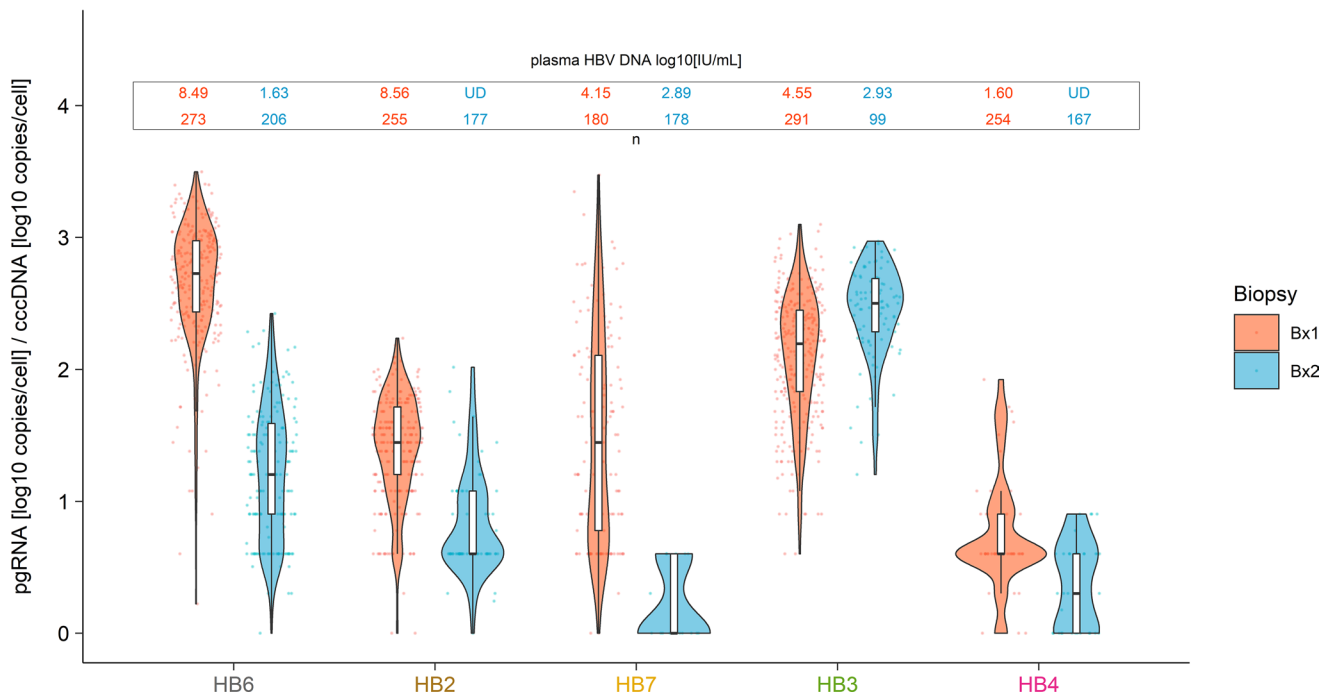 plasma HBV DNA log10[IU/mL]
8.49 1.63 8.56 UD 4.15 2.89 4.55 2.93 1.60 UD
273 206 255 177 180 178 291 99 254 167
n
pgRNA [log10 copies/cell] / cccDNA [log10 copies/cell]
4
3
2
1
0
HB6 HB2 HB7 HB3 HB4
Biopsy
Bx1
Bx2